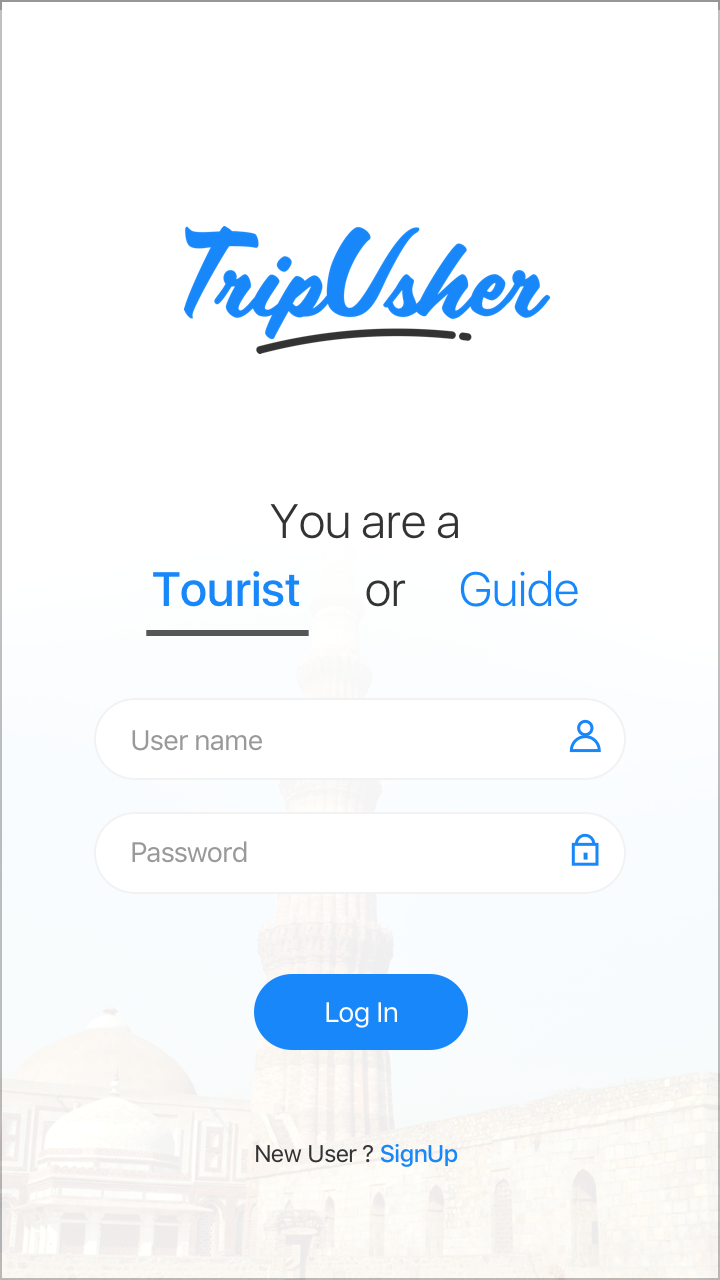 TripUsher
You are a
Tourist or Guide
User name
Password
Log In
New User ? SignUp